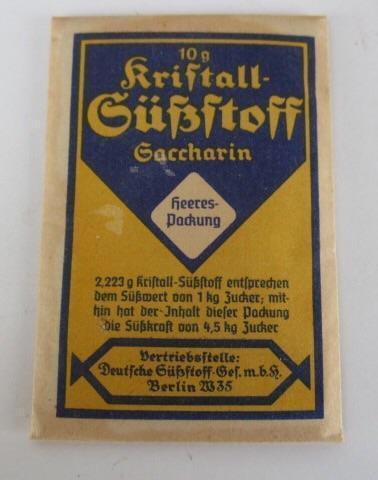 10 g
Kristall-
Süßstoff
Saccharin
Heeres-
Packung
2,223 g Kristall-Süßstoff entsprechen
dem Süßwert von 1 kg Zucker; mit-
hin hat der Inhalt dieser Packung
die Süßkraft von 4,5 kg Zucker
Vertriebsstelle:
Deutsche Süßstoff-Ges. m. b. H.
Berlin W35